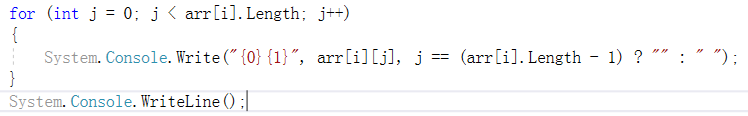 for (int j = 0; j < arr[i].Length; j++)
{
    System.Console.Write("{0}{1}", arr[i][j], j == (arr[i].Length - 1) ? "" : " ");
}
System.Console.WriteLine();